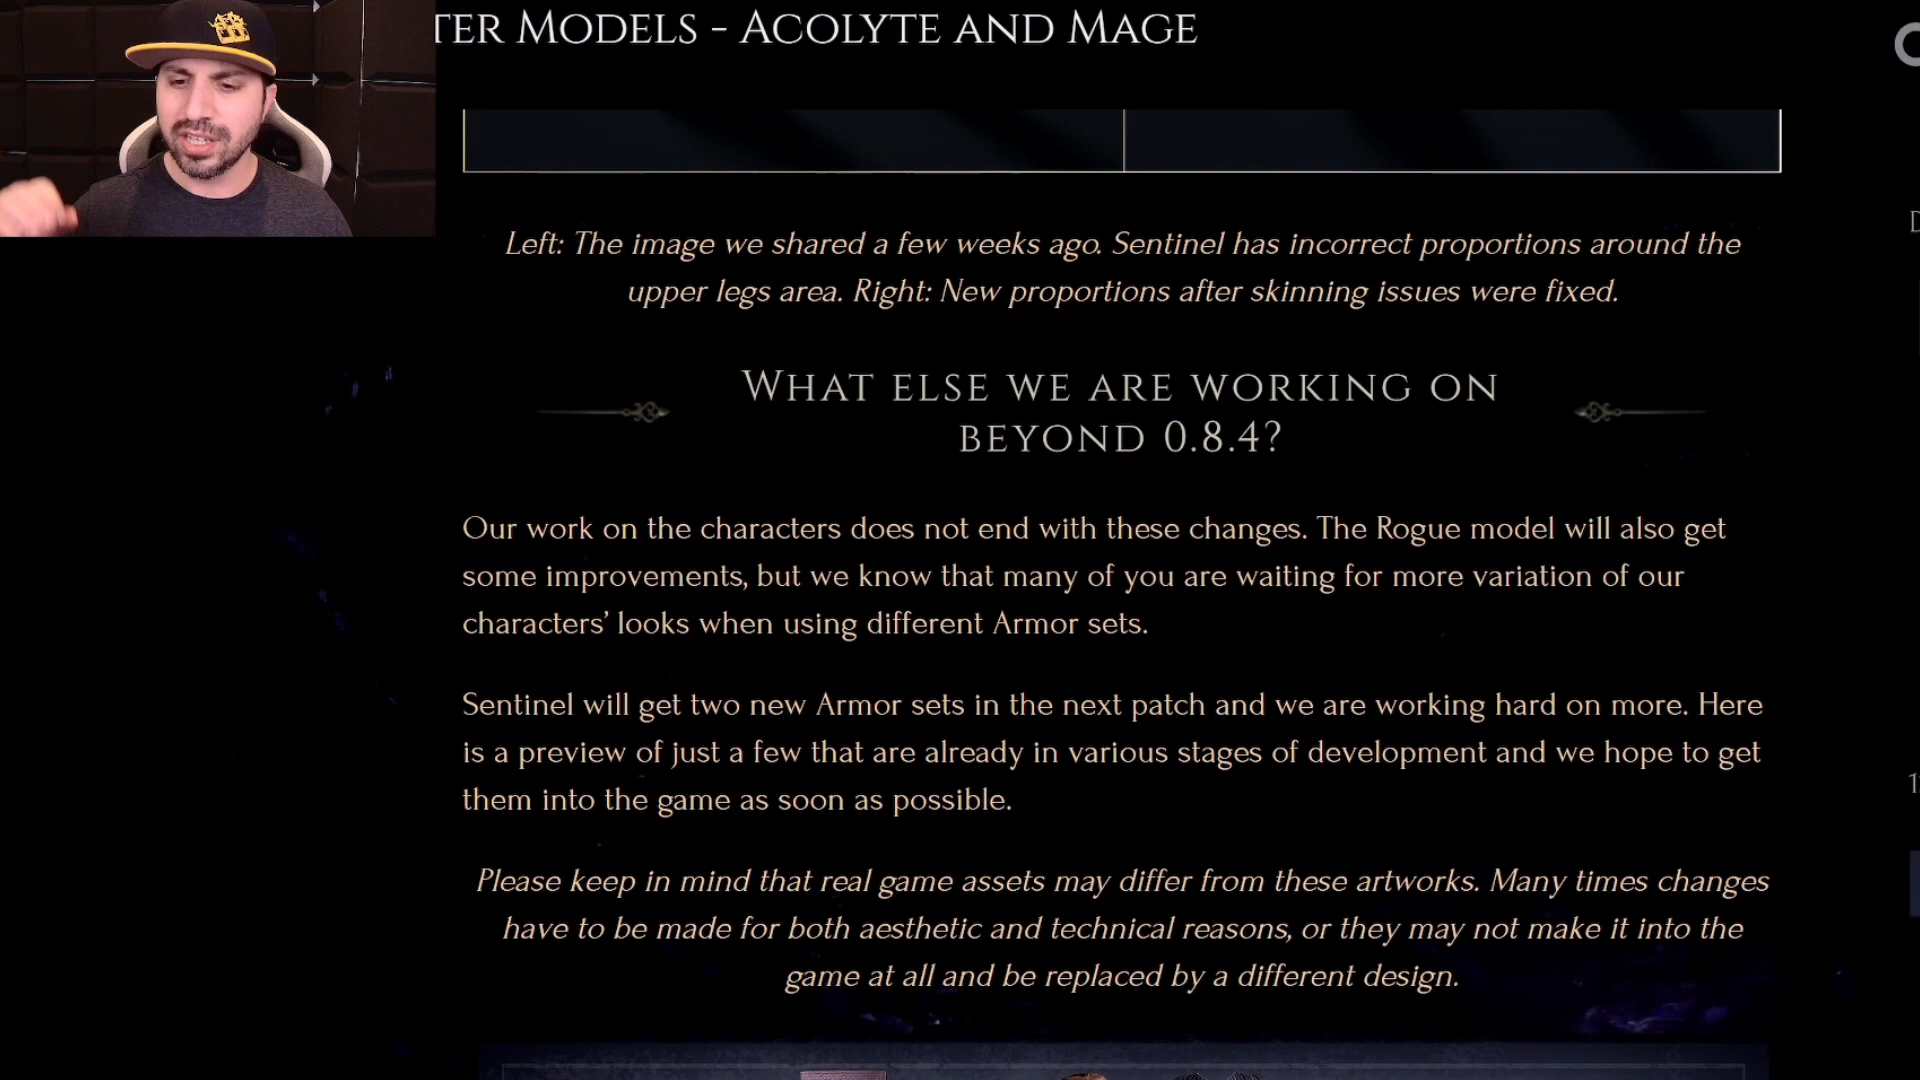 TER MODELS - ACOLYTE AND MAGE
Left: The image we shared a few weeks ago. Sentinel has incorrect proportions around the
upper legs area. Right: New proportions after skinning issues were fixed.
WHAT ELSE WE ARE WORKING ON
BEYOND 0.8.4?
Our work on the characters does not end with these changes. The Rogue model will also get
some improvements, but we know that many of you are waiting for more variation of our
characters’ looks when using different Armor sets.
Sentinel will get two new Armor sets in the next patch and we are working hard on more. Here
is a preview of just a few that are already in various stages of development and we hope to get
them into the game as soon as possible.
Please keep in mind that real game assets may differ from these artworks. Many times changes
have to be made for both aesthetic and technical reasons, or they may not make it into the
game at all and be replaced by a different design.